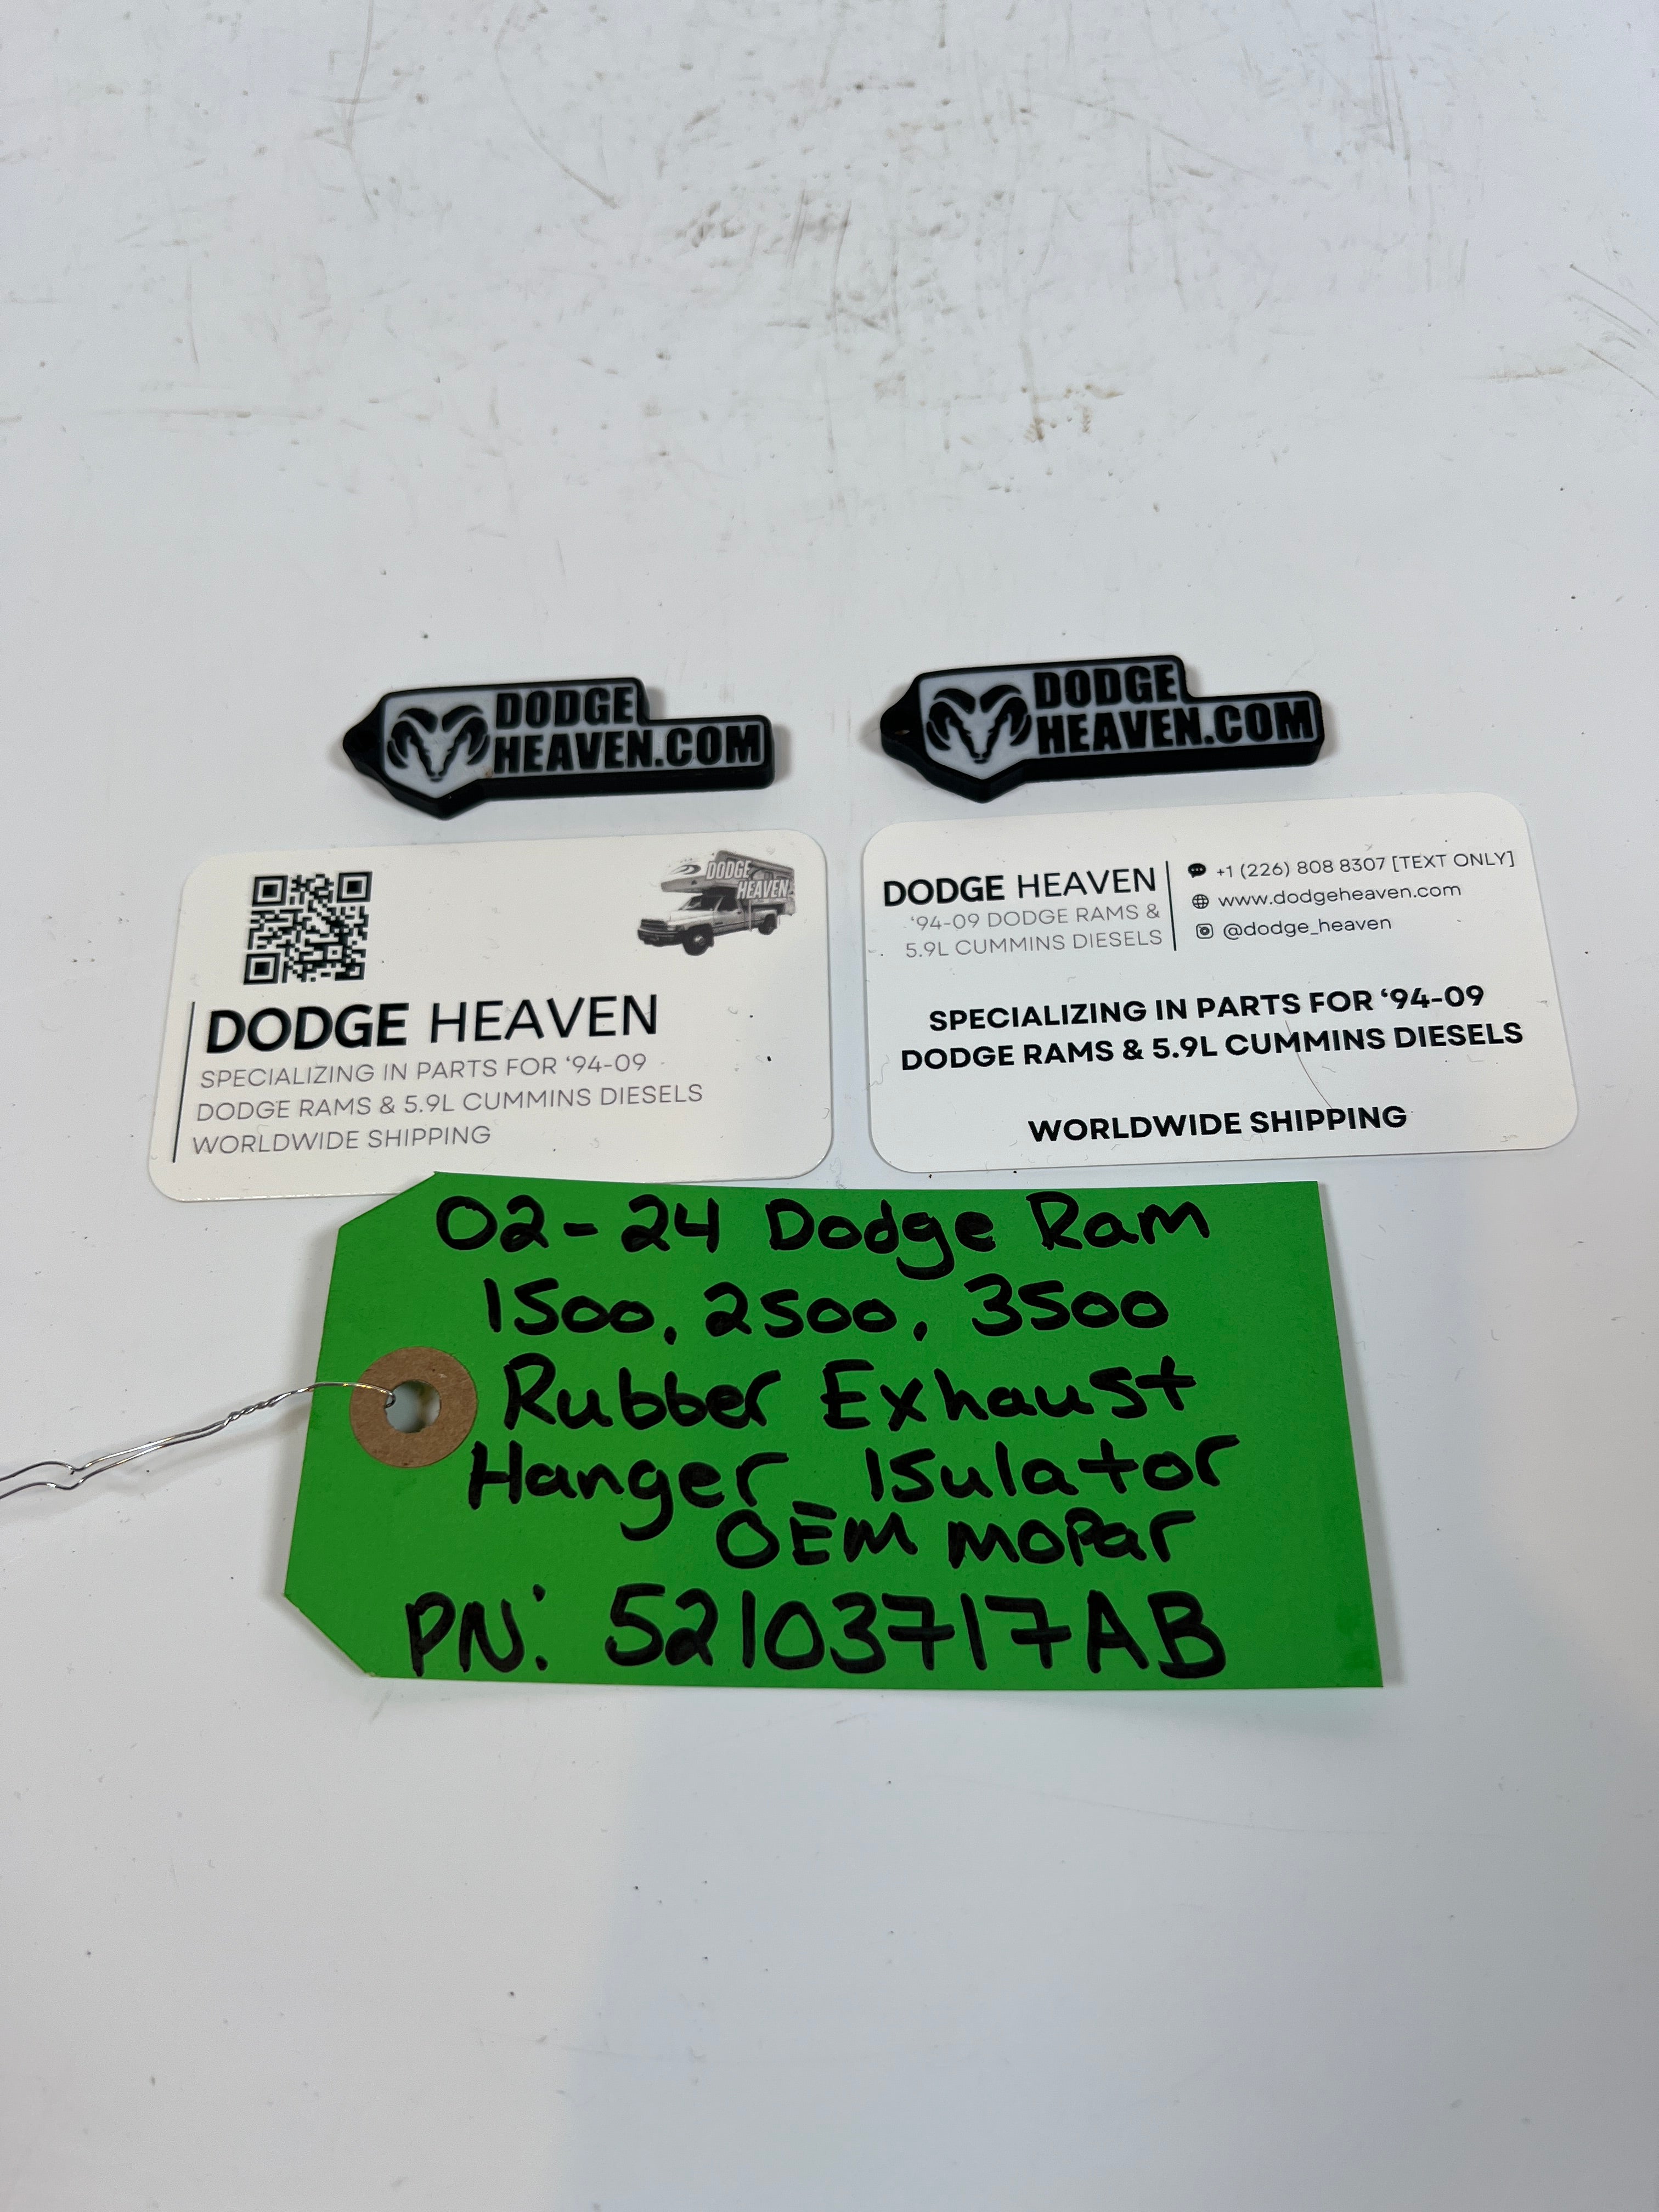 DODGE
HEAVEN.COM
DODGE
HEAVEN.COM
DODGE
HEAVEN
DODGE HEAVEN
SPECIALIZING IN PARTS FOR ‘94-09
DODGE RAMS & 5.9L CUMMINS DIESELS
WORLDWIDE SHIPPING
DODGE HEAVEN
‘94-09 DODGE RAMS &
5.9L CUMMINS DIESELS
+1 (226) 808 8307 [TEXT ONLY]
www.dodgeheaven.com
@dodge_heaven
SPECIALIZING IN PARTS FOR ‘94-09
DODGE RAMS & 5.9L CUMMINS DIESELS
WORLDWIDE SHIPPING
02-24 Dodge Ram
1500, 2500, 3500
Rubber Exhaust
Hanger Isulator
OEM mopar
PN: 52103717AB